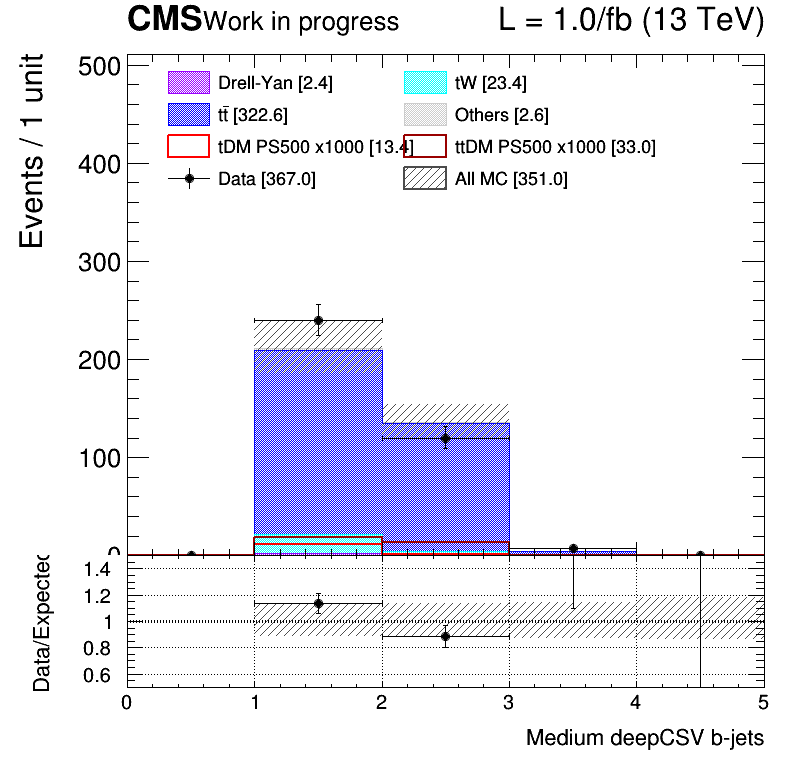 CMS Work in progress L = 1.0/fb (13 TeV)
Events / 1 unit
500
400
300
200
100
0
Drell-Yan [2.4]
tW [23.4]
tt̄ [322.6]
Others [2.6]
tDM PS500 x1000 [13.4]
ttDM PS500 x1000 [33.0]
Data [367.0]
All MC [351.0]
Data/Expected
1.4
1.2
1
0.8
0.6
0 1 2 3 4 5
Medium deepCSV b-jets